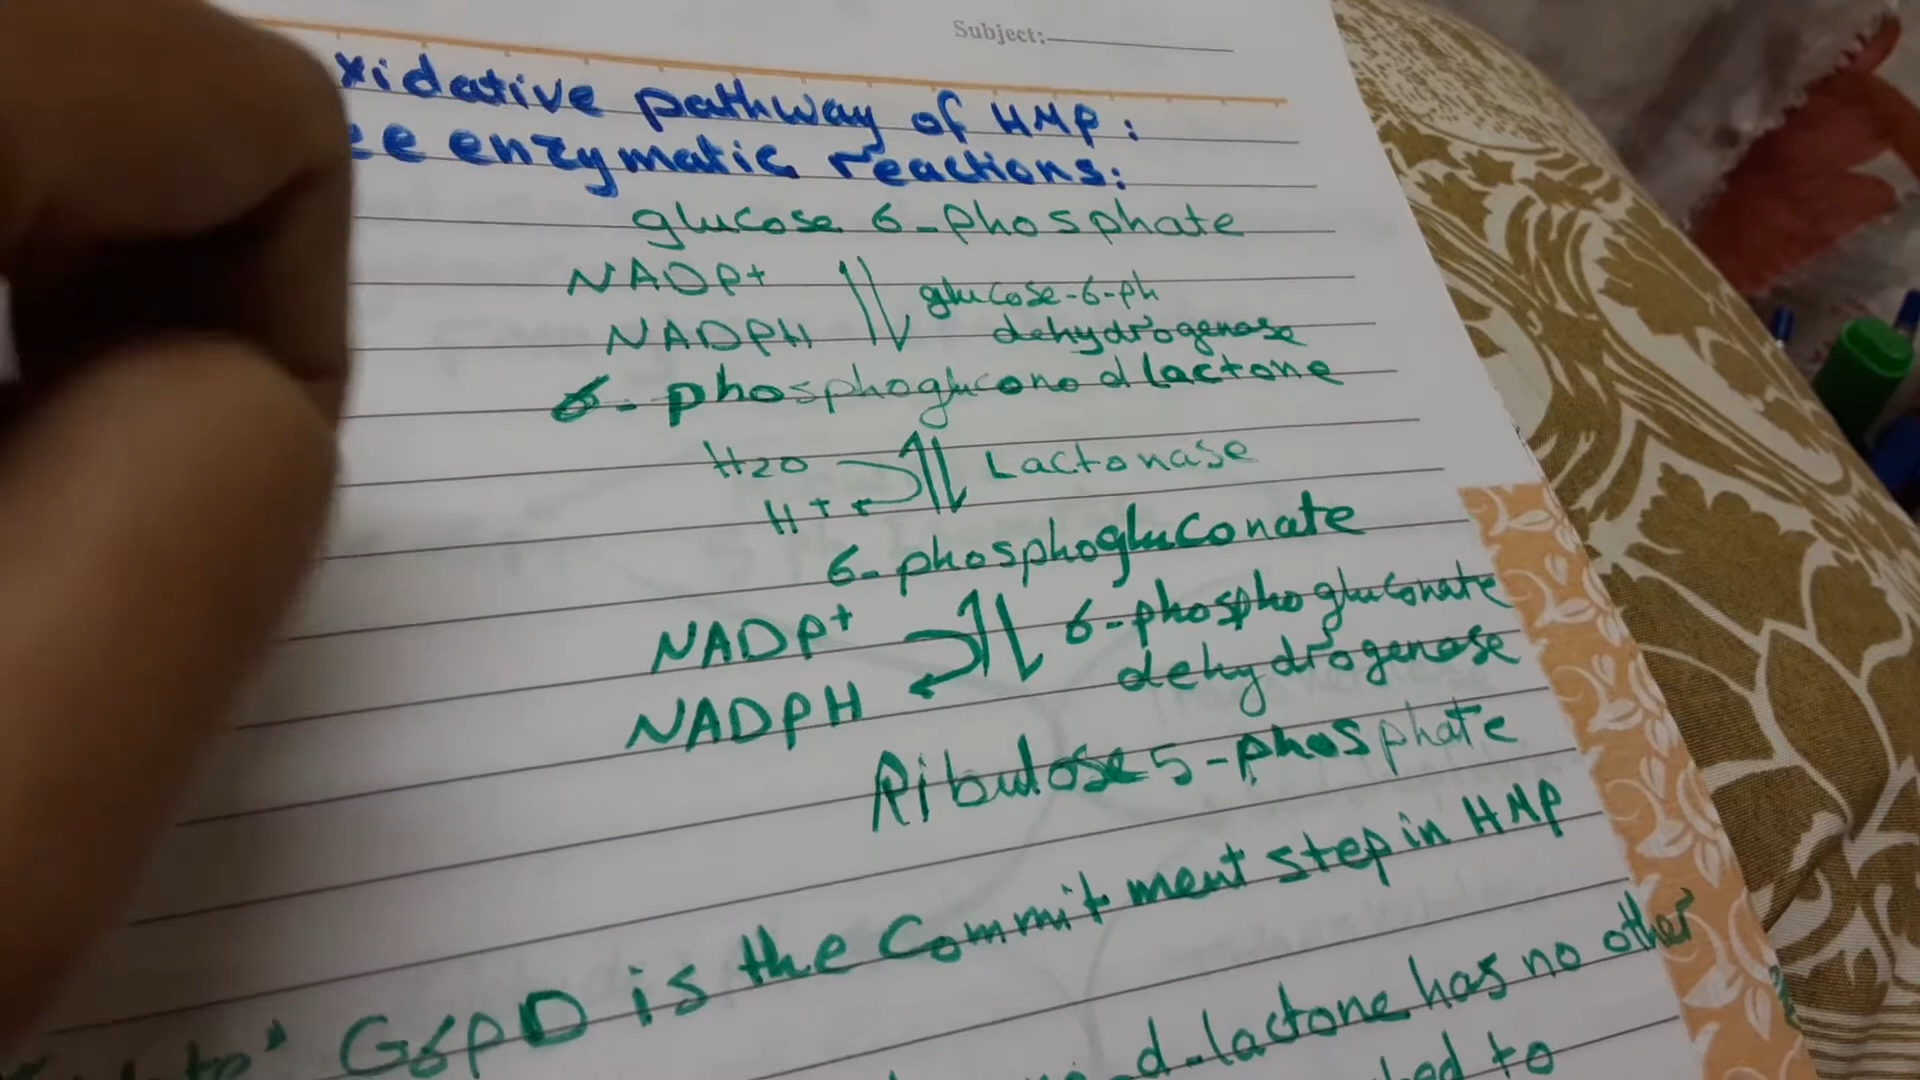 Subject:
xidative pathway of HMP:
ee enzymatic reactions:
glucose 6-phosphate
NADP+ glucose-6-ph
NADPH dehydrogenase
6-phosphoglucono d lactone
H2O Lactonase
H+
6-phosphogluconate
NADP+ 6-phosphogluconate
NADPH dehydrogenase
Ribulose 5-phosphate
G6PD is the Commitment step in HMP
d-lactone has no other
to